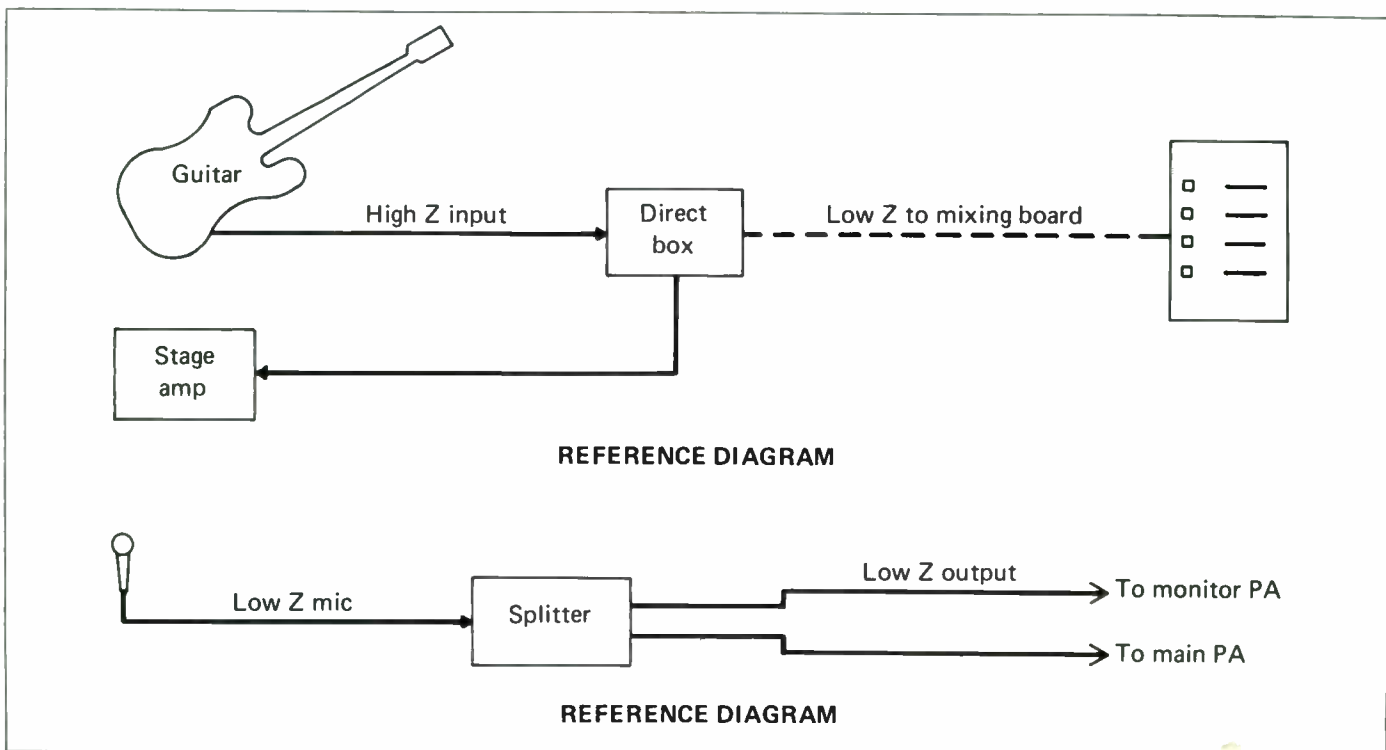 Guitar
High Z input
Direct
box
Low Z to mixing board
Stage
amp
REFERENCE DIAGRAM
Low Z mic
Splitter
Low Z output
To monitor PA
To main PA
REFERENCE DIAGRAM